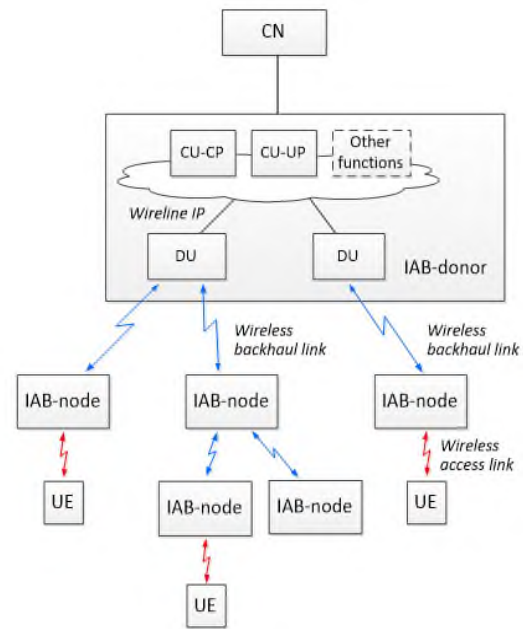 CN
CU-CP
CU-UP
Other
functions
Wireline IP
DU
DU
IAB-donor
Wireless
backhaul link
Wireless
backhaul link
IAB-node
IAB-node
IAB-node
Wireless
access link
UE
IAB-node
IAB-node
UE
UE